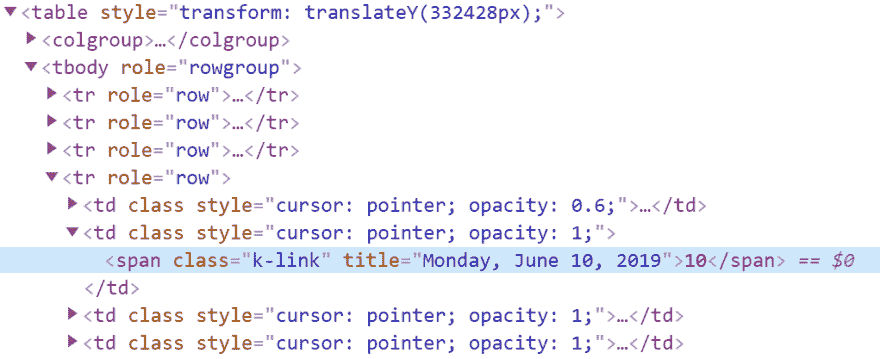 ▼<table style="transform: translateY(332428px);">
▶<colgroup>…</colgroup>
▼<tbody role="rowgroup">
▶<tr role="row">…</tr>
▶<tr role="row">…</tr>
▶<tr role="row">…</tr>
▼<tr role="row">
▶<td class style="cursor: pointer; opacity: 0.6;">…</td>
▼<td class style="cursor: pointer; opacity: 1;">
<span class="k-link" title="Monday, June 10, 2019">10</span> == $0
</td>
▶<td class style="cursor: pointer; opacity: 1;">…</td>
▶<td class style="cursor: pointer; opacity: 1;">…</td>